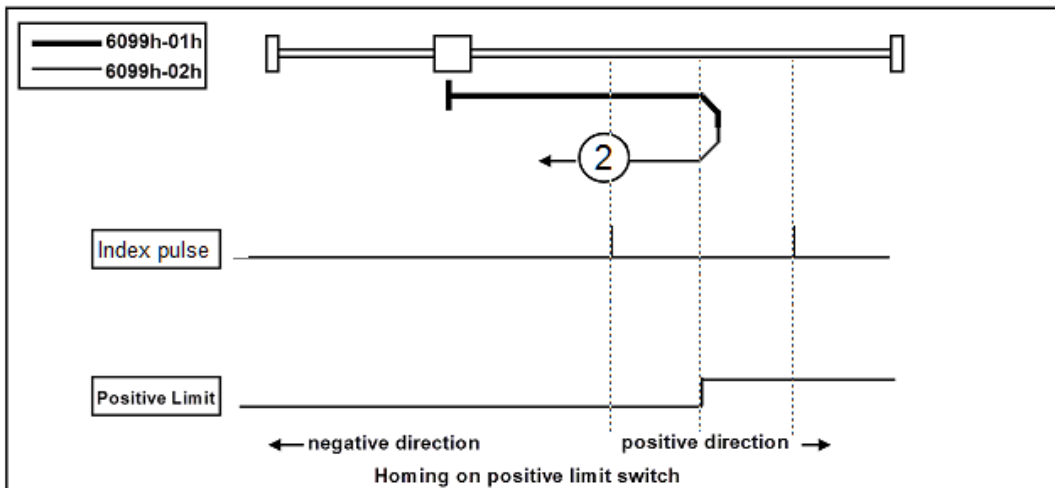 6099h-01h
6099h-02h
2
Index pulse
Positive Limit
negative direction
positive direction
Homing on positive limit switch